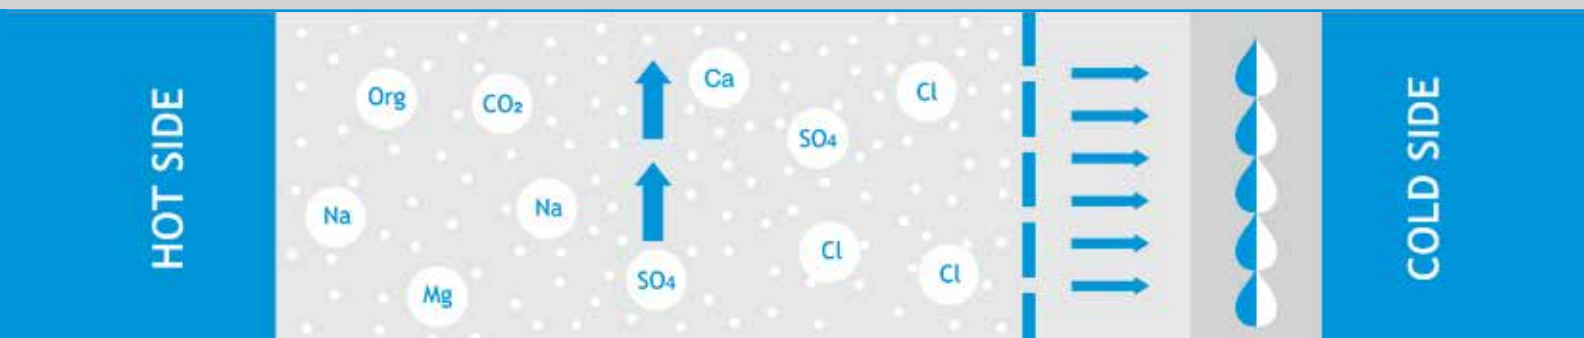 HOT SIDE
Org
CO₂
Ca
Cl
SO₄
Na
Na
Cl
Cl
SO₄
Mg
COLD SIDE